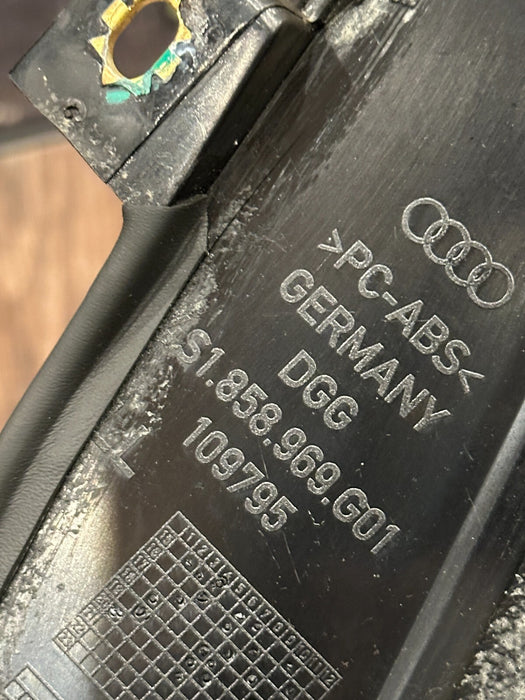 >PC-ABS<
GERMANY
DGG
S1.858.969.G01
109795